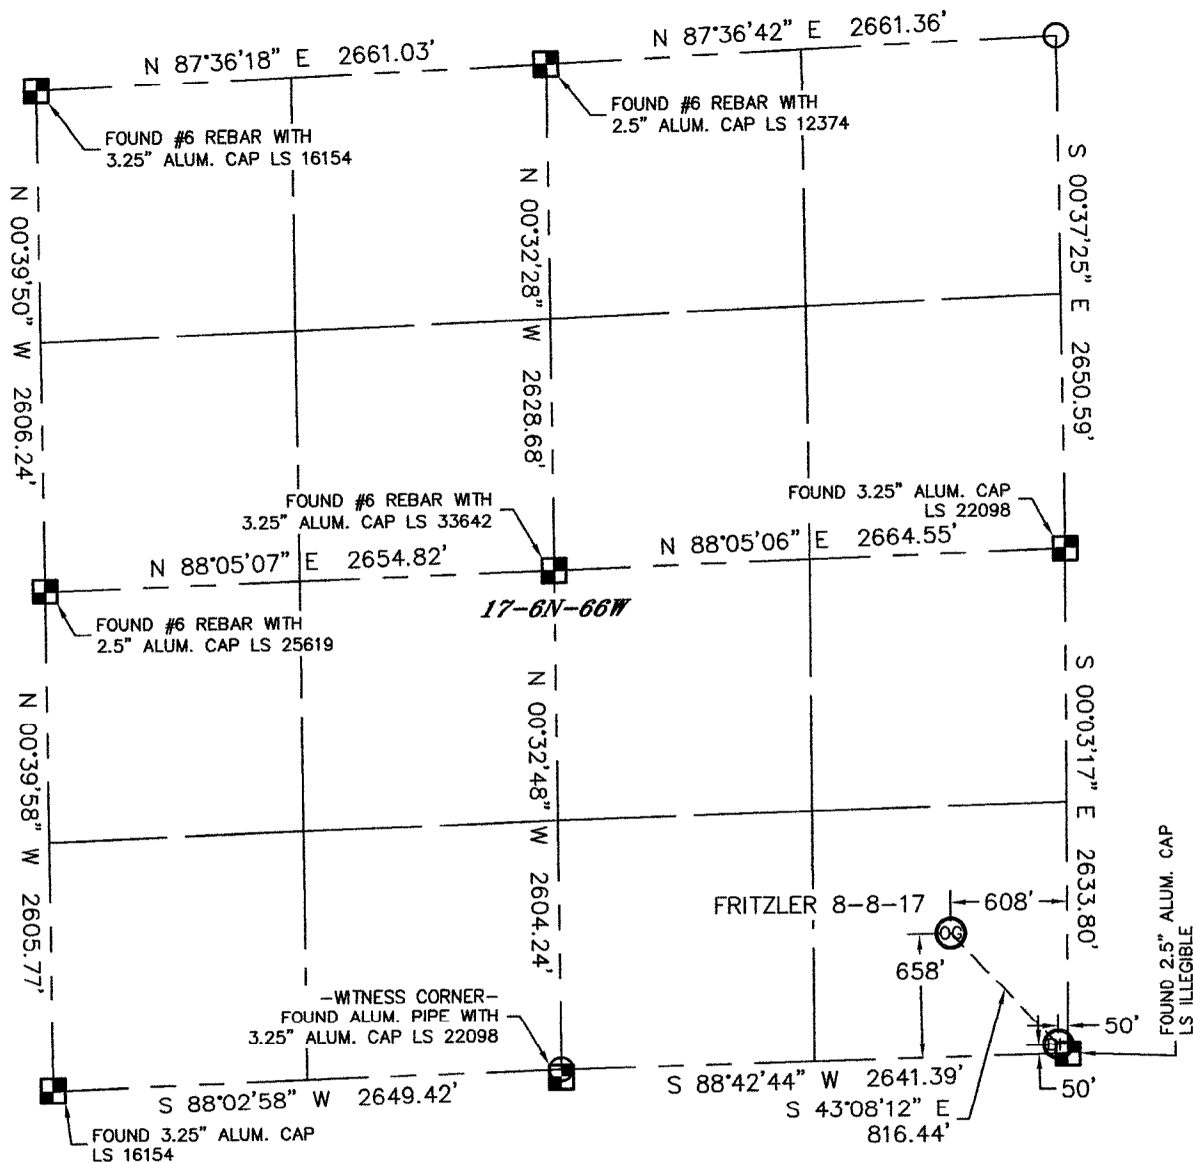 N 87°36'18" E 2661.03'
N 87°36'42" E 2661.36'
FOUND #6 REBAR WITH
3.25" ALUM. CAP LS 16154
FOUND #6 REBAR WITH
2.5" ALUM. CAP LS 12374
N 00°39'50" W 2606.24'
N 00°32'28" W 2628.68'
S 00°37'25" E 2650.59'
FOUND #6 REBAR WITH
3.25" ALUM. CAP LS 33642
FOUND 3.25" ALUM. CAP
LS 22098
N 88°05'07" E 2654.82'
N 88°05'06" E 2664.55'
17-6N-66W
FOUND #6 REBAR WITH
2.5" ALUM. CAP LS 25619
N 00°39'58" W 2605.77'
N 00°32'48" W 2604.24'
S 00°03'17" E 2633.80'
FRITZLER 8-8-17
608'
OG
658'
FOUND 2.5" ALUM. CAP
LS ILLEGIBLE
-WITNESS CORNER-
FOUND ALUM. PIPE WITH
3.25" ALUM. CAP LS 22098
50'
50'
S 88°02'58" W 2649.42'
S 88°42'44" W 2641.39'
S 43°08'12" E
816.44'
FOUND 3.25" ALUM. CAP
LS 16154